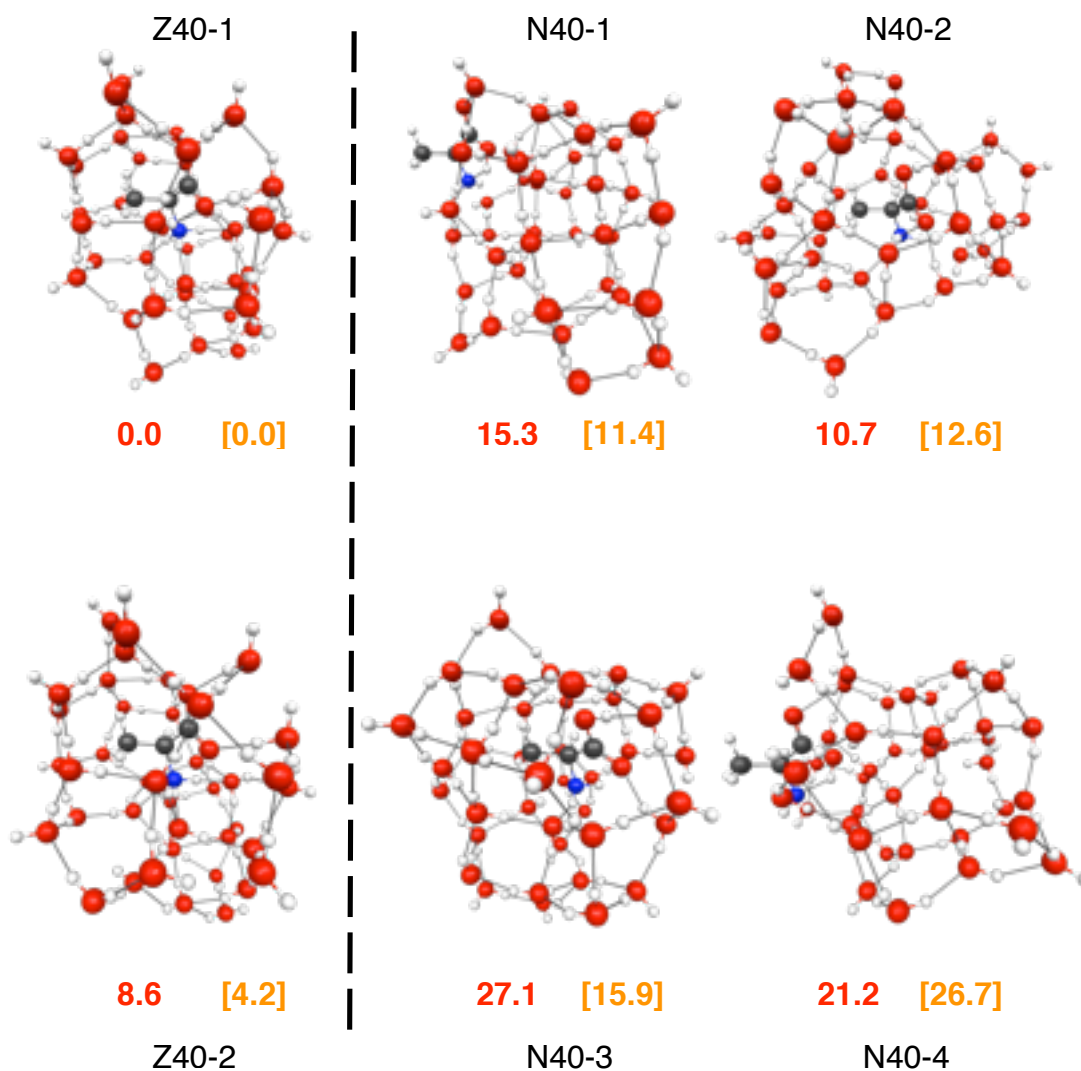 Z40-1 N40-1 N40-2
0.0 [0.0] 15.3 [11.4] 10.7 [12.6]
8.6 [4.2] 27.1 [15.9] 21.2 [26.7]
Z40-2 N40-3 N40-4